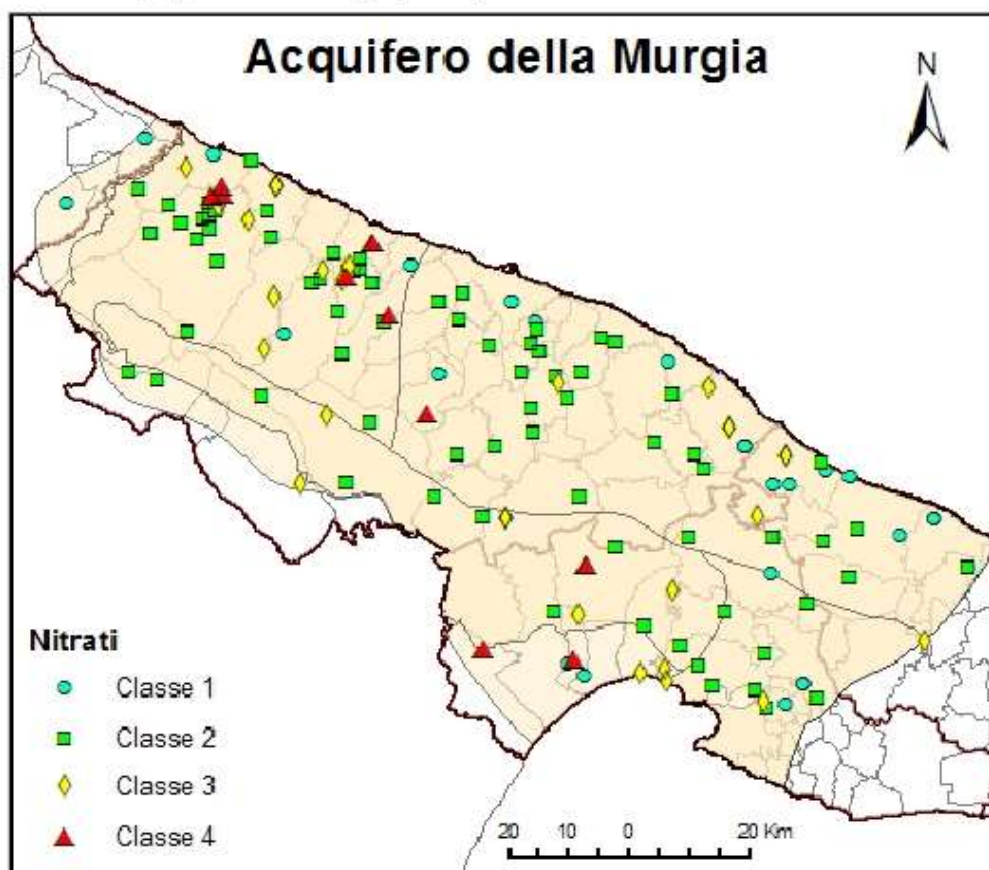 Acquifero della Murgia
N
Nitrati
Classe 1
Classe 2
Classe 3
Classe 4
20 10 0 20 Km